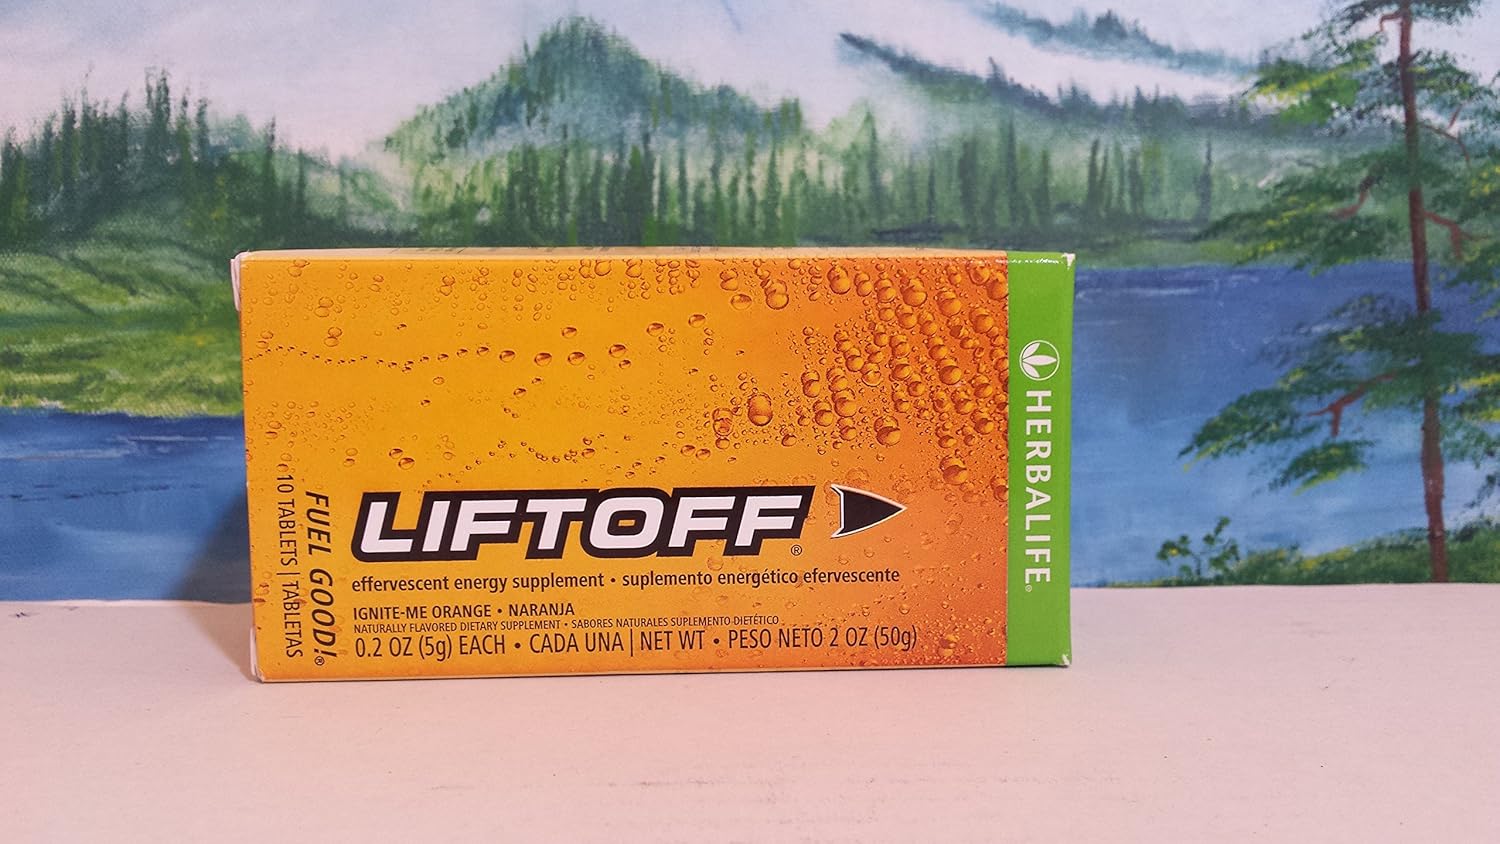 LIFTOFF®
effervescent energy supplement • suplemento energético efervescente
IGNITE-ME ORANGE • NARANJA
NATURALLY FLAVORED DIETARY SUPPLEMENT • SABORES NATURALES SUPLEMENTO DIETÉTICO
0.2 OZ (5g) EACH • CADA UNA | NET WT • PESO NETO 2 OZ (50g)
FUEL GOOD!®
10 TABLETS | TABLETAS
HERBALIFE®